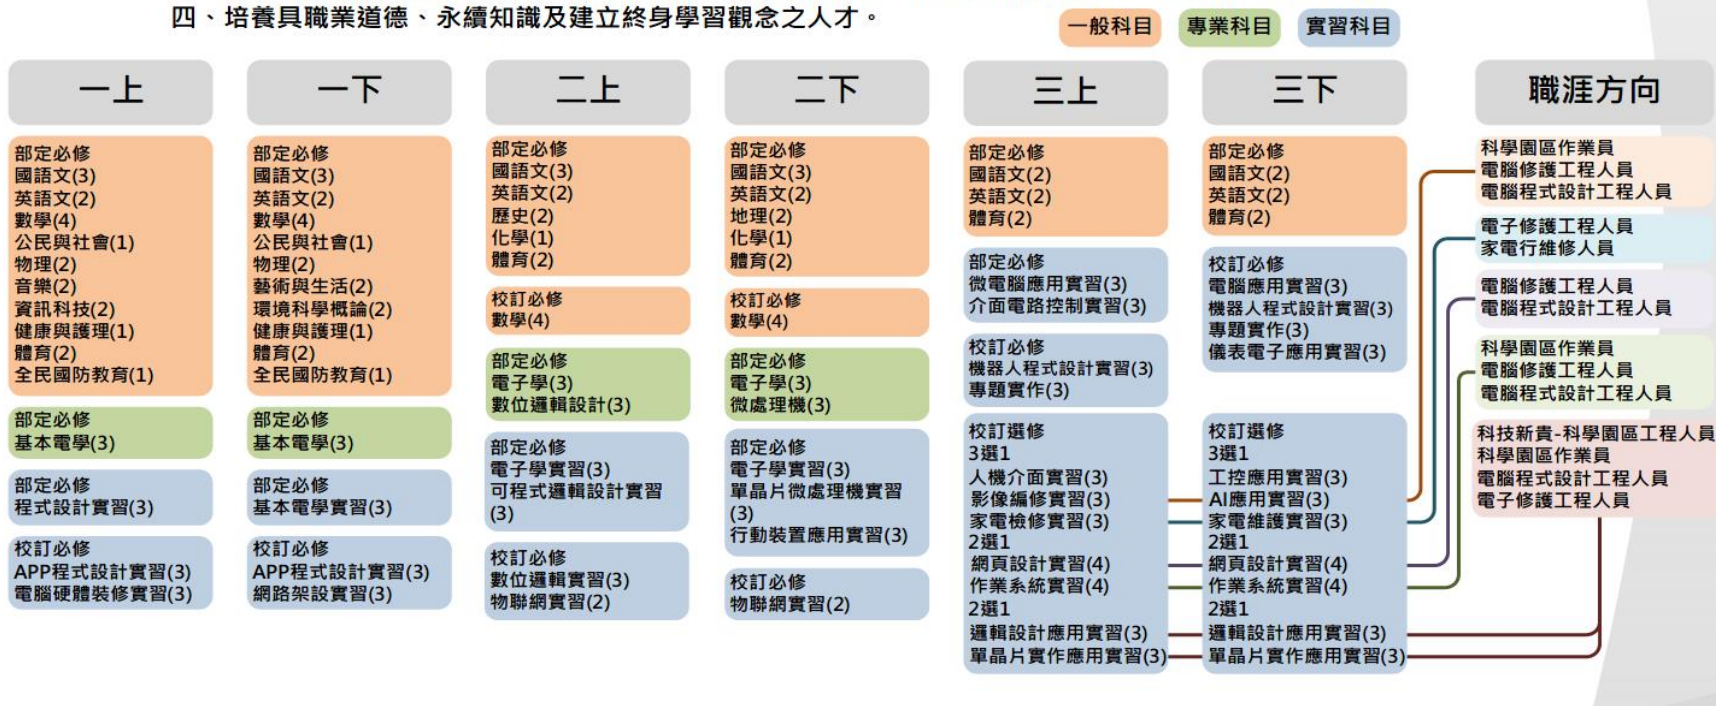 四、培養具職業道德、永續知識及建立終身學習觀念之人才。
一般科目
專業科目
實習科目
一上
部定必修
國語文(3)
英語文(2)
數學(4)
公民與社會(1)
物理(2)
音樂(2)
資訊科技(2)
健康與護理(1)
體育(2)
全民國防教育(1)
部定必修
基本電學(3)
部定必修
程式設計實習(3)
校訂必修
APP程式設計實習(3)
電腦硬體裝修實習(3)
一下
部定必修
國語文(3)
英語文(2)
數學(4)
公民與社會(1)
物理(2)
藝術與生活(2)
環境科學概論(2)
健康與護理(1)
體育(2)
全民國防教育(1)
部定必修
基本電學(3)
部定必修
基本電學實習(3)
校訂必修
APP程式設計實習(3)
網路架設實習(3)
二上
部定必修
國語文(3)
英語文(2)
歷史(2)
化學(1)
體育(2)
校訂必修
數學(4)
部定必修
電子學(3)
數位邏輯設計(3)
部定必修
電子學實習(3)
可程式邏輯設計實習
(3)
校訂必修
數位邏輯實習(3)
物聯網實習(2)
二下
部定必修
國語文(3)
英語文(2)
地理(2)
化學(1)
體育(2)
校訂必修
數學(4)
部定必修
電子學(3)
微處理機(3)
部定必修
電子學實習(3)
單晶片微處理機實習
(3)
行動裝置應用實習(3)
校訂必修
物聯網實習(2)
三上
部定必修
國語文(2)
英語文(2)
體育(2)
部定必修
微電腦應用實習(3)
介面電路控制實習(3)
校訂必修
機器人程式設計實習(3)
專題實作(3)
校訂選修
3選1
人機介面實習(3)
影像編修實習(3)
家電檢修實習(3)
2選1
網頁設計實習(4)
作業系統實習(4)
2選1
邏輯設計應用實習(3)
單晶片實作應用實習(3)
三下
部定必修
國語文(2)
英語文(2)
體育(2)
校訂必修
電腦應用實習(3)
機器人程式設計實習(3)
專題實作(3)
儀表電子應用實習(3)
校訂選修
3選1
工控應用實習(3)
AI應用實習(3)
家電維護實習(3)
2選1
網頁設計實習(4)
作業系統實習(4)
2選1
邏輯設計應用實習(3)
單晶片實作應用實習(3)
職涯方向
科學園區作業員
電腦修護工程人員
電腦程式設計工程人員
電子修護工程人員
家電行維修人員
電腦修護工程人員
電腦程式設計工程人員
科學園區作業員
電腦修護工程人員
電腦程式設計工程人員
科技新貴-科學園區工程人員
科學園區作業員
電腦程式設計工程人員
電子修護工程人員